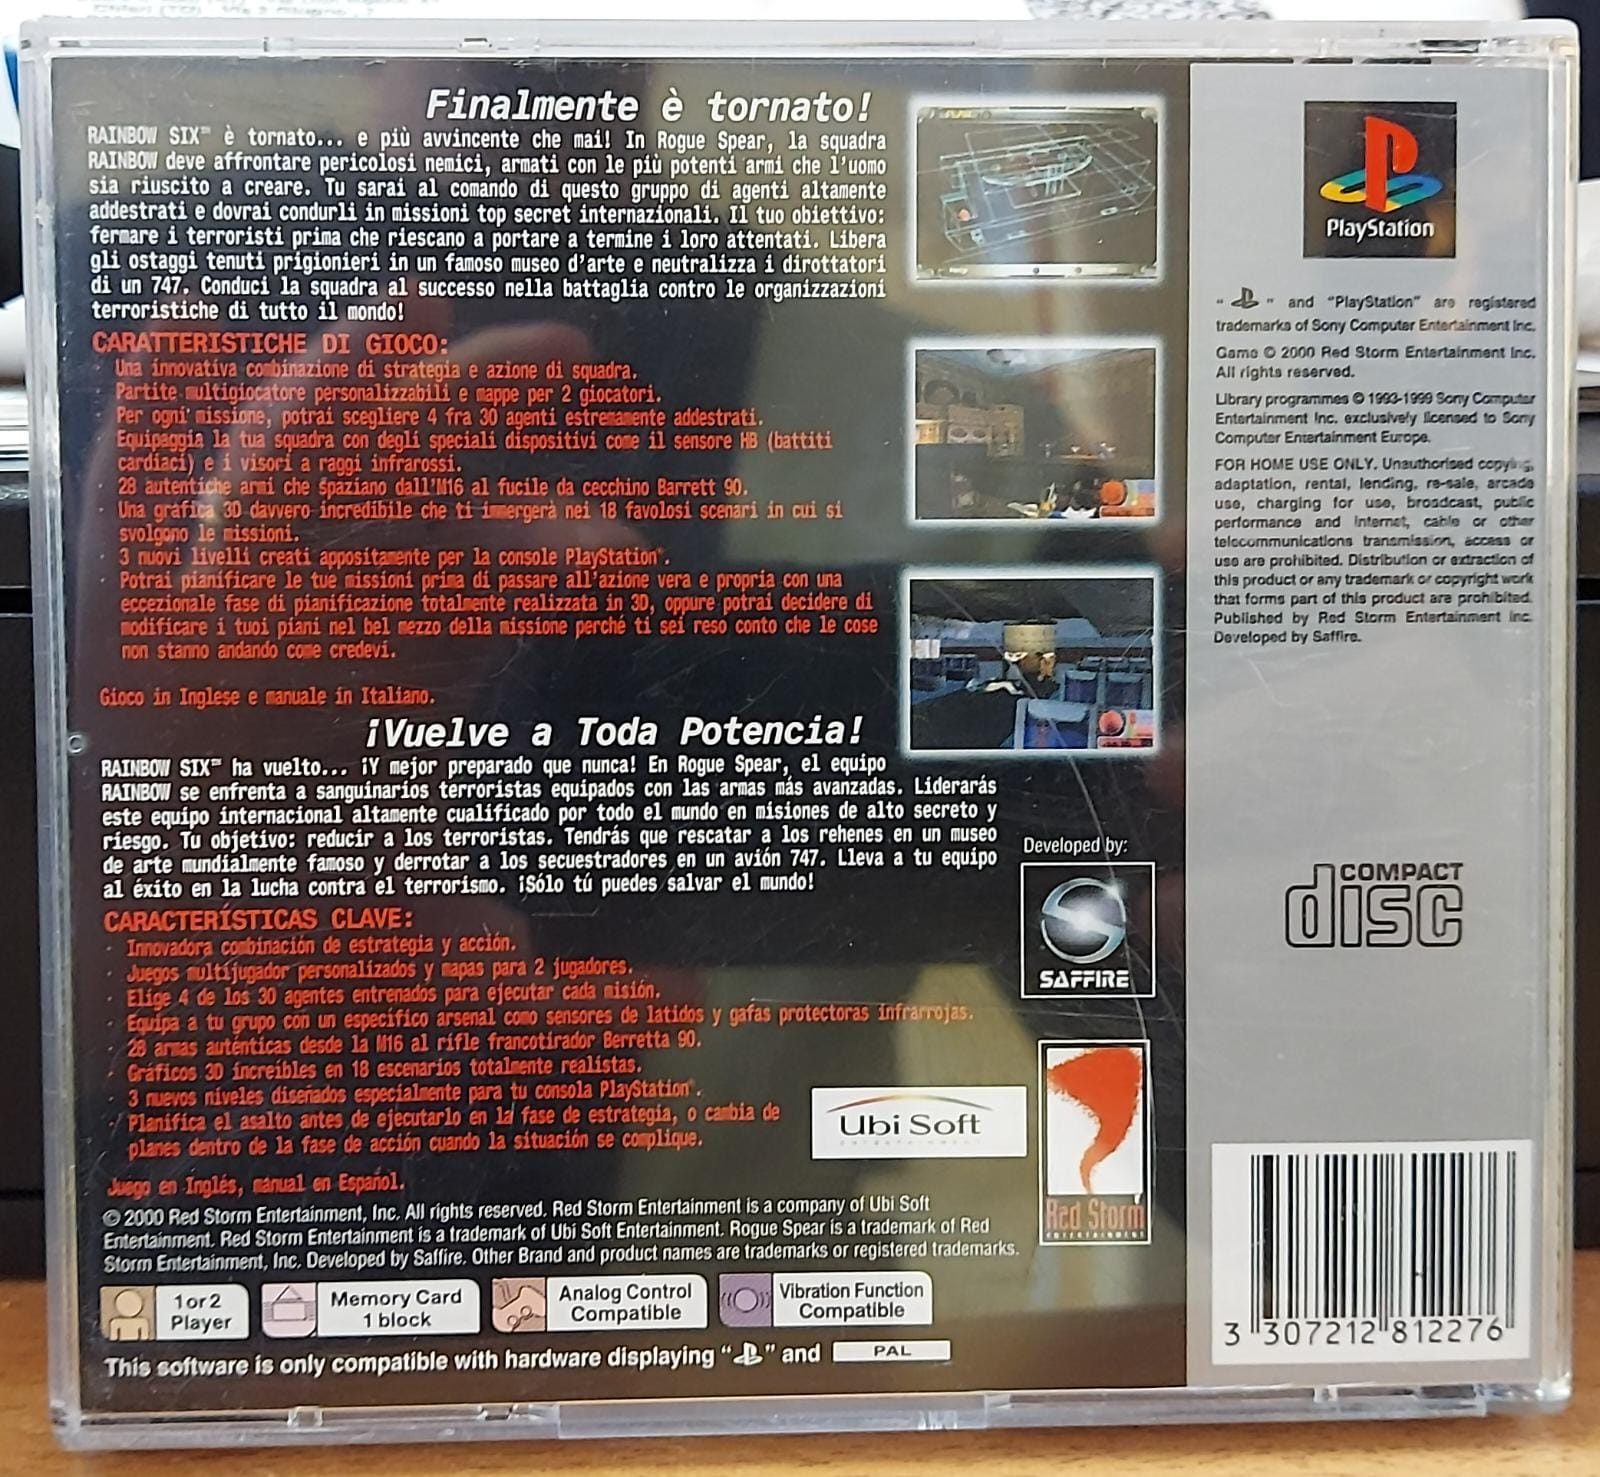 Finalmente è tornato!
RAINBOW SIX™ è tornato... e più avvincente che mai! In Rogue Spear, la squadra
RAINBOW deve affrontare pericolosi nemici, armati con le più potenti armi che l'uomo
sia riuscito a creare. Tu sarai al comando di questo gruppo di agenti altamente
addestrati e dovrai condurli in missioni top secret internazionali. Il tuo obiettivo:
fermare i terroristi prima che riescano a portare a termine i loro attentati. Libera
gli ostaggi tenuti prigionieri in un famoso museo d'arte e neutralizza i dirottatori
di un 747. Conduci la squadra al successo nella battaglia contro le organizzazioni
terroristiche di tutto il mondo!
CARATTERISTICHE DI GIOCO:
· Una innovativa combinazione di strategia e azione di squadra.
· Partite multigiocatore personalizzabili e mappe per 2 giocatori.
· Per ogni missione, potrai scegliere 4 fra 30 agenti estremamente addestrati.
· Equipaggia la tua squadra con degli speciali dispositivi come il sensore HB (battiti
cardiaci) e i visori a raggi infrarossi.
· 28 autentiche armi che spaziano dall'M16 al fucile da cecchino Barrett 90.
· Una grafica 3D davvero incredibile che ti immergerà nei 18 favolosi scenari in cui si
svolgono le missioni.
· 3 nuovi livelli creati appositamente per la console PlayStation®.
· Potrai pianificare le tue missioni prima di passare all'azione vera e propria con una
eccezionale fase di pianificazione totalmente realizzata in 3D, oppure potrai decidere di
modificare i tuoi piani nel bel mezzo della missione perché ti sei reso conto che le cose
non stanno andando come credevi.
Gioco in Inglese e manuale in Italiano.
¡Vuelve a Toda Potencia!
RAINBOW SIX™ ha vuelto... ¡Y mejor preparado que nunca! En Rogue Spear, el equipo
RAINBOW se enfrenta a sanguinarios terroristas equipados con las armas más avanzadas. Liderarás
este equipo internacional altamente cualificado por todo el mundo en misiones de alto secreto y
riesgo. Tu objetivo: reducir a los terroristas. Tendrás que rescatar a los rehenes en un museo
de arte mundialmente famoso y derrotar a los secuestradores en un avión 747. Lleva a tu equipo
al éxito en la lucha contra el terrorismo. ¡Sólo tú puedes salvar el mundo!
CARACTERÍSTICAS CLAVE:
· Innovadora combinación de estrategia y acción.
· Juegos multijugador personalizados y mapas para 2 jugadores.
· Elige 4 de los 30 agentes entrenados para ejecutar cada misión.
· Equipa a tu grupo con un específico arsenal como sensores de latidos y gafas protectoras infrarrojas.
· 28 armas auténticas desde la M16 al rifle francotirador Berretta 90.
· Gráficos 3D increíbles en 18 escenarios totalmente realistas.
· 3 nuevos niveles diseñados especialmente para tu consola PlayStation®.
· Planifica el asalto antes de ejecutarlo en la fase de estrategia, o cambia de
planes dentro de la fase de acción cuando la situación se complique.
Juego en Inglés, manual en Español.
© 2000 Red Storm Entertainment, Inc. All rights reserved. Red Storm Entertainment is a company of Ubi Soft
Entertainment. Red Storm Entertainment is a trademark of Ubi Soft Entertainment. Rogue Spear is a trademark of Red
Storm Entertainment, Inc. Developed by Saffire. Other Brand and product names are trademarks or registered trademarks.
1 or 2
Player
Memory Card
1 block
Analog Control
Compatible
Vibration Function
Compatible
This software is only compatible with hardware displaying " " and PAL
Developed by:
SAFFIRE
Ubi Soft
Red Storm
ENTERTAINMENT
PlayStation
" " and "PlayStation" are registered
trademarks of Sony Computer Entertainment Inc.
Game © 2000 Red Storm Entertainment Inc.
All rights reserved.
Library programmes © 1993-1999 Sony Computer
Entertainment Inc. exclusively licensed to Sony
Computer Entertainment Europe.
FOR HOME USE ONLY. Unauthorised copying,
adaptation, rental, lending, re-sale, arcade
use, charging for use, broadcast, public
performance and Internet, cable or other
telecommunications transmission, access or
use are prohibited. Distribution or extraction of
this product or any trademark or copyright work
that forms part of this product are prohibited.
Published by Red Storm Entertainment Inc.
Developed by Saffire.
COMPACT
disc
3 307212 812276